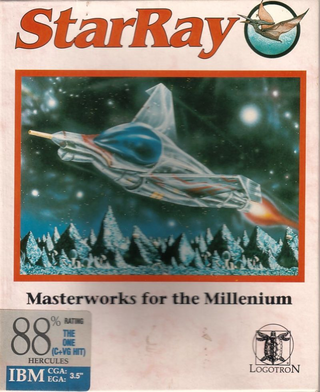 StarRay
Masterworks for the Millenium
88% RATING
THE
ONE
(C+VG HIT)
HERCULES
IBM CGA: 3.5"
EGA:
LOGOTRON